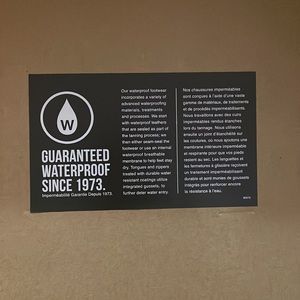 W
GUARANTEED
WATERPROOF
SINCE 1973.
Imperméabilité Garantie Depuis 1973.
Our waterproof footwear
incorporates a variety of
advanced waterproofing
materials, treatments
and processes. We start
with waterproof leathers
that are sealed as part of
the tanning process; we
then either seam-seal the
footwear or use an internal
waterproof breathable
membrane to help feet stay
dry. Tongues and zippers
treated with durable water
resistant coatings utilize
integrated gussets, to
further deter water entry.
Nos chaussures imperméables
sont conçues à l'aide d'une vaste
gamme de matériaux, de traitements
et de procédés imperméabilisants.
Nous travaillons avec des cuirs
imperméables rendus étanches
lors du tannage. Nous utilisons
ensuite un joint d'étanchéité sur
les coutures, ou nous ajoutons une
membrane intérieure imperméable
et respirante pour que vos pieds
restent au sec. Les languettes et
les fermetures à glissière reçoivent
un traitement imperméabilisant
durable et sont munies de goussets
intégrés pour renforcer encore
la résistance à l'eau.